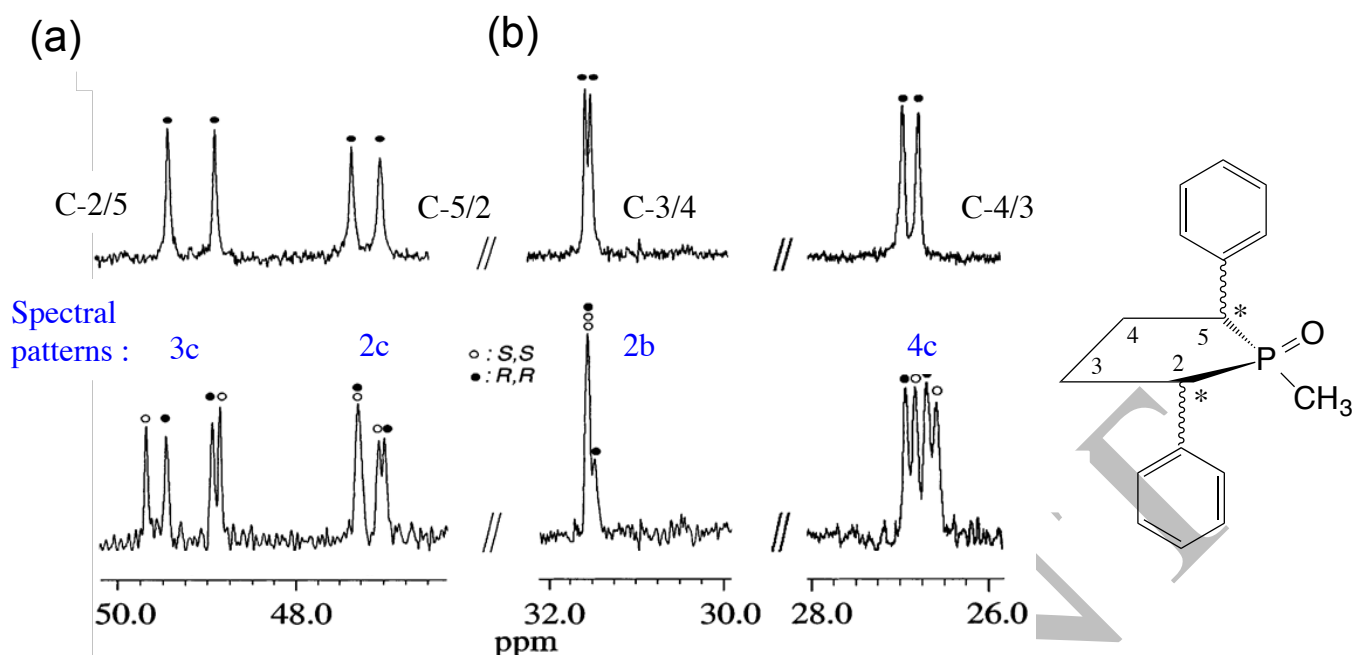 (a)
(b)
C-2/5
C-5/2
C-3/4
C-4/3
Spectral
patterns :
3c
2c
2b
4c
: S,S
: R,R
50.0
48.0
32.0
30.0
28.0
26.0
ppm
*
4
5
3
2
P
O
CH3
*